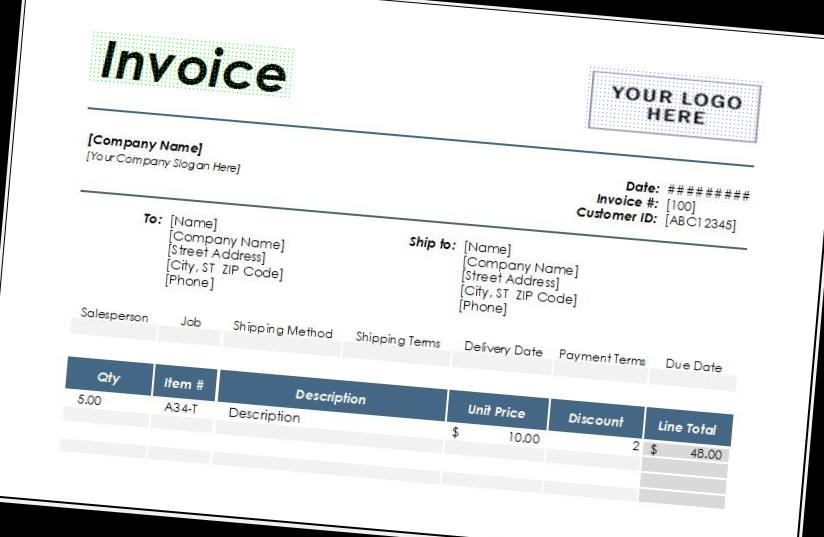 Invoice
YOUR LOGO
HERE
[Company Name]
[Your Company Slogan Here]
Date: #########
Invoice #: [100]
Customer ID: [ABC12345]
To: [Name]
[Company Name]
[Street Address]
[City, ST  ZIP Code]
[Phone]
Ship to: [Name]
[Company Name]
[Street Address]
[City, ST  ZIP Code]
[Phone]
Salesperson Job Shipping Method Shipping Terms Delivery Date Payment Terms Due Date
Qty Item # Description Unit Price Discount Line Total
5.00 A34-T Description $ 10.00 2 $ 48.00